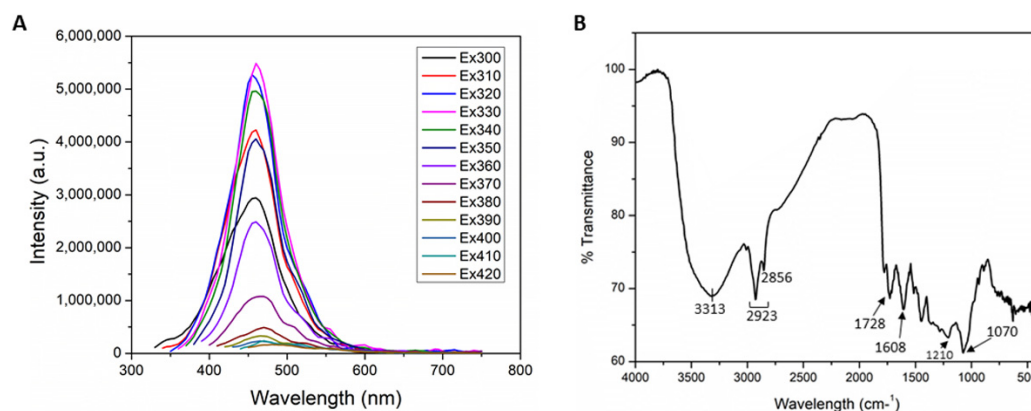 A
6,000,000
5,000,000
4,000,000
3,000,000
2,000,000
1,000,000
0
Intensity (a.u.)
200 300 400 500 600 700 800
Wavelength (nm)
Ex300
Ex310
Ex320
Ex330
Ex340
Ex350
Ex360
Ex370
Ex380
Ex390
Ex400
Ex410
Ex420
B
100
90
80
70
60
% Transmittance
3313
2923
2856
1728
1608
1210
1070
4000 3500 3000 2500 2000 1500 1000 500
Wavelength (cm-1)